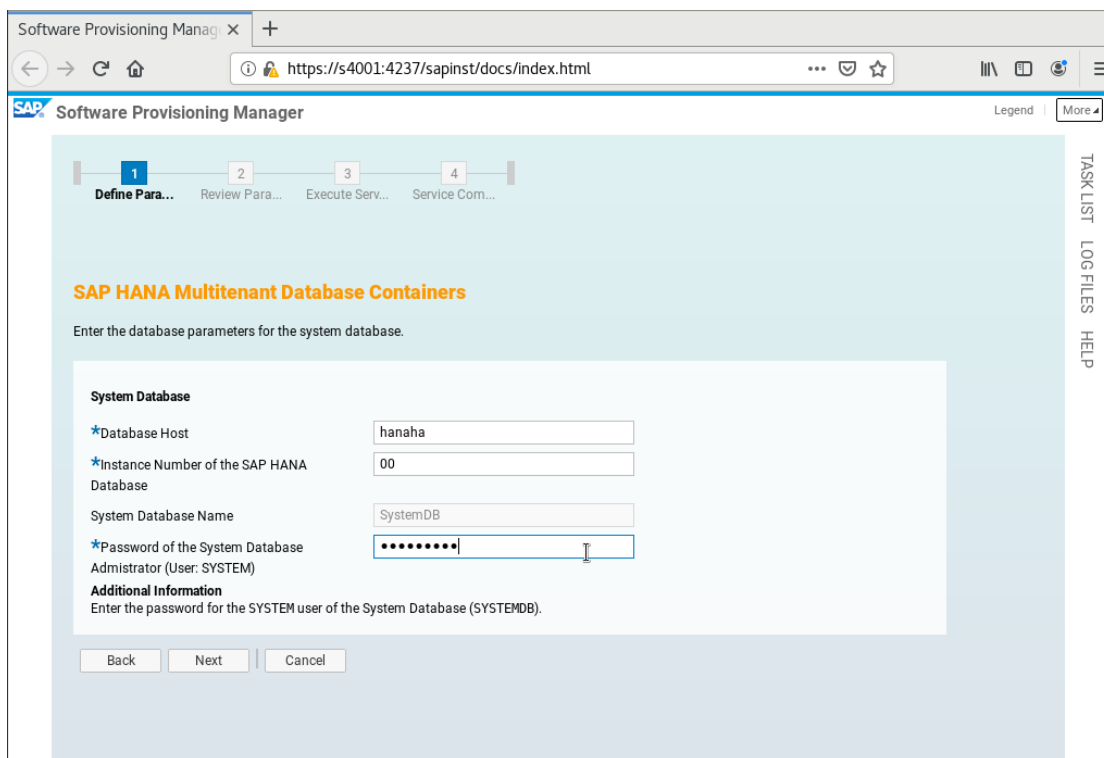 Software Provisioning Manag
https://s4001:4237/sapinst/docs/index.html
SAP Software Provisioning Manager
Legend
More
1 2 3 4
Define Para... Review Para... Execute Serv... Service Com...
TASK LIST
LOG FILES
HELP
SAP HANA Multitenant Database Containers
Enter the database parameters for the system database.
System Database
*Database Host hanaha
*Instance Number of the SAP HANA 00
Database
System Database Name SystemDB
*Password of the System Database •••••••••
Admistrator (User: SYSTEM)
Additional Information
Enter the password for the SYSTEM user of the System Database (SYSTEMDB).
Back Next Cancel